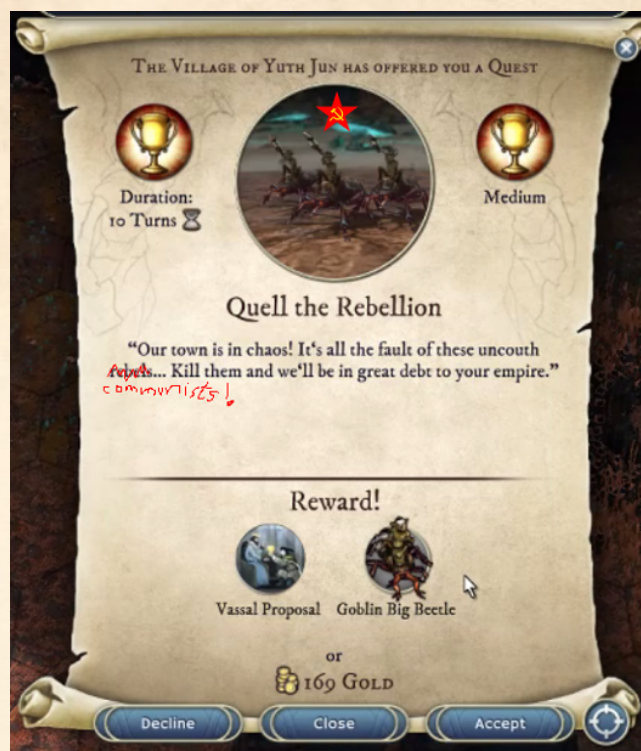 The Village of Yuth Jun has offered you a Quest
Duration:
10 Turns
Medium
Quell the Rebellion
“Our town is in chaos! It's all the fault of these uncouth
rebels... Kill them and we'll be in great debt to your empire.”
communists!
Reward!
Vassal Proposal
Goblin Big Beetle
or
169 Gold
Decline
Close
Accept